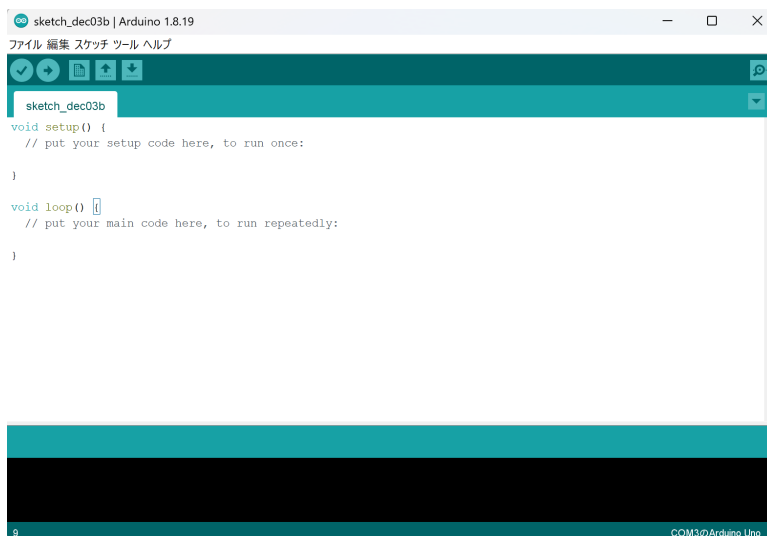 sketch_dec03b | Arduino 1.8.19
ファイル 編集 スケッチ ツール ヘルプ
sketch_dec03b
void setup() {
  // put your setup code here, to run once:
}
void loop() {
  // put your main code here, to run repeatedly:
}
9
COM3のArduino Uno